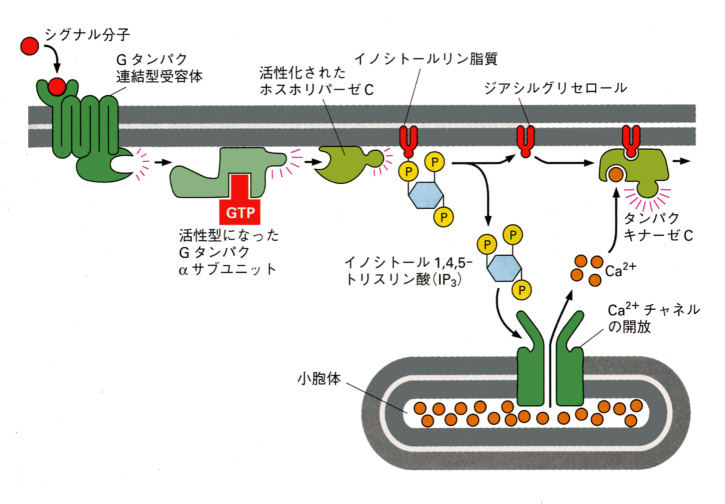 シグナル分子
Gタンパク
連結型受容体
活性化された
ホスホリパーゼC
イノシトールリン脂質
ジアシルグリセロール
P
P
P
GTP
活性型になった
Gタンパク
αサブユニット
タンパク
キナーゼC
P
P
P
イノシトール1,4,5-
トリスリン酸(IP₃)
Ca²⁺
Ca²⁺チャネル
の開放
小胞体